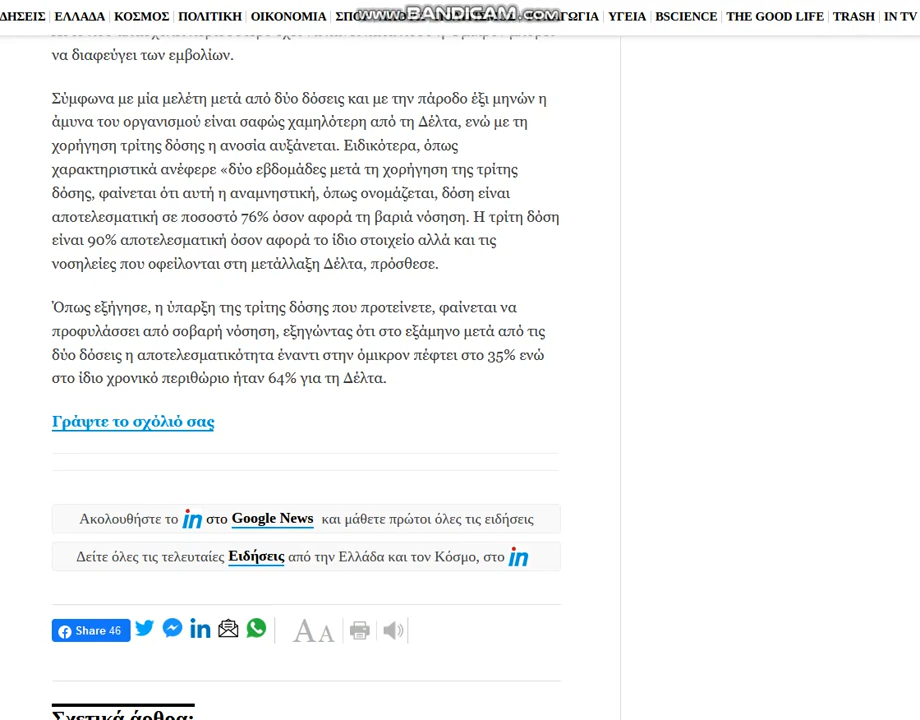 ΔΗΣΕΙΣ ΕΛΛΑΔΑ ΚΟΣΜΟΣ ΠΟΛΙΤΙΚΗ ΟΙΚΟΝΟΜΙΑ ΥΓΕΙΑ BSCIENCE THE GOOD LIFE TRASH IN TV
www.BANDICAM.com
να διαφεύγει των εμβολίων.
Σύμφωνα με μία μελέτη μετά από δύο δόσεις και με την πάροδο έξι μηνών η
άμυνα του οργανισμού είναι σαφώς χαμηλότερη από τη Δέλτα, ενώ με τη
χορήγηση τρίτης δόσης η ανοσία αυξάνεται. Ειδικότερα, όπως
χαρακτηριστικά ανέφερε «δύο εβδομάδες μετά τη χορήγηση της τρίτης
δόσης, φαίνεται ότι αυτή η αναμνηστική, όπως ονομάζεται, δόση είναι
αποτελεσματική σε ποσοστό 76% όσον αφορά τη βαριά νόσηση. Η τρίτη δόση
είναι 90% αποτελεσματική όσον αφορά το ίδιο στοιχείο αλλά και τις
νοσηλείες που οφείλονται στη μετάλλαξη Δέλτα, πρόσθεσε.
Όπως εξήγησε, η ύπαρξη της τρίτης δόσης που προτείνετε, φαίνεται να
προφυλάσσει από σοβαρή νόσηση, εξηγώντας ότι στο εξάμηνο μετά από τις
δύο δόσεις η αποτελεσματικότητα έναντι στην όμικρον πέφτει στο 35% ενώ
στο ίδιο χρονικό περιθώριο ήταν 64% για τη Δέλτα.
Γράψτε το σχόλιό σας
Ακολουθήστε το in στο Google News και μάθετε πρώτοι όλες τις ειδήσεις
Δείτε όλες τις τελευταίες Ειδήσεις από την Ελλάδα και τον Κόσμο, στο in
Share 46 in A A
Σχετικά άρθρα: